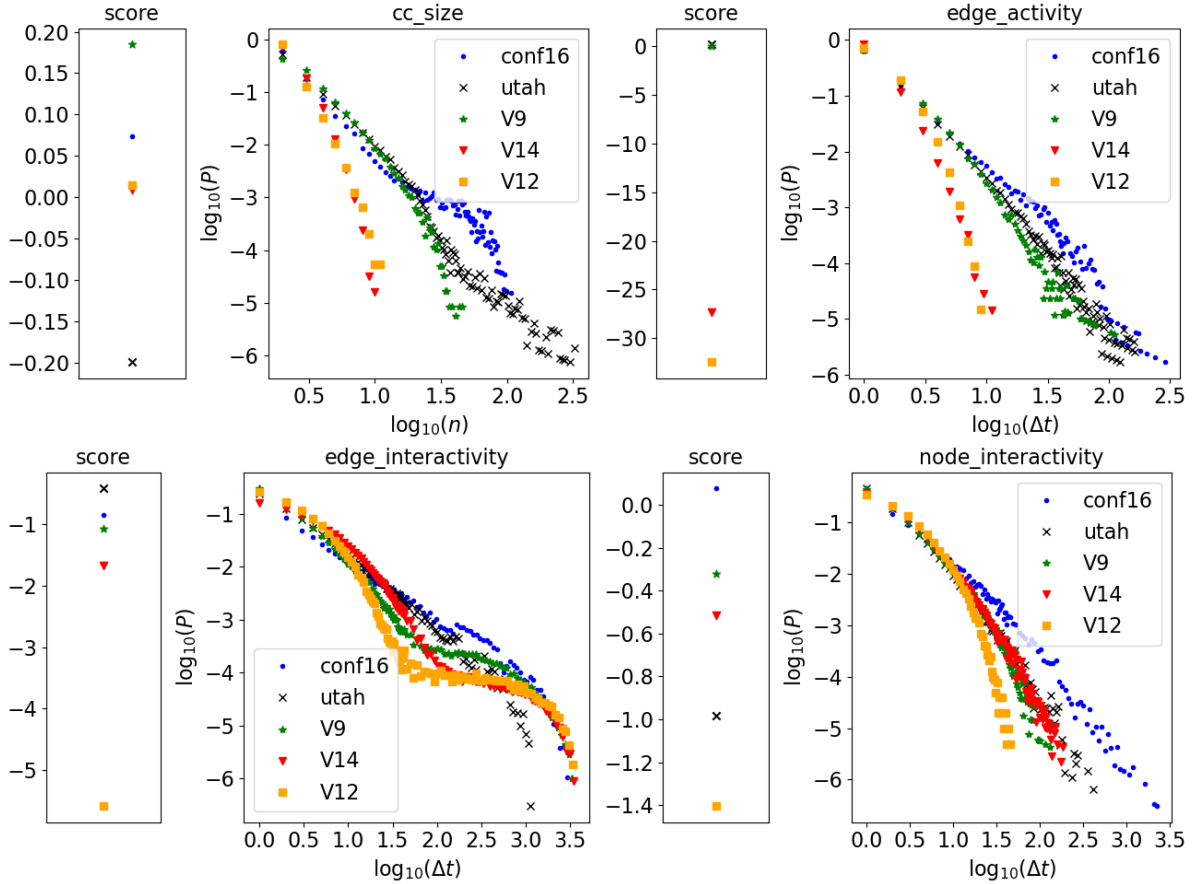 score
cc_size
score
edge_activity
0.20
0.15
0.10
0.05
0.00
−0.05
−0.10
−0.15
−0.20
log10(P)
0
−1
−2
−3
−4
−5
−6
conf16
utah
V9
V14
V12
0.5 1.0 1.5 2.0 2.5
log10(n)
0
−5
−10
−15
−20
−25
−30
log10(P)
0
−1
−2
−3
−4
−5
−6
conf16
utah
V9
V14
V12
0.0 0.5 1.0 1.5 2.0 2.5
log10(Δt)
score
edge_interactivity
score
node_interactivity
−1
−2
−3
−4
−5
log10(P)
−1
−2
−3
−4
−5
−6
conf16
utah
V9
V14
V12
0.0 0.5 1.0 1.5 2.0 2.5 3.0 3.5
log10(Δt)
0.0
−0.2
−0.4
−0.6
−0.8
−1.0
−1.2
−1.4
log10(P)
−1
−2
−3
−4
−5
−6
conf16
utah
V9
V14
V12
0.0 0.5 1.0 1.5 2.0 2.5 3.0 3.5
log10(Δt)